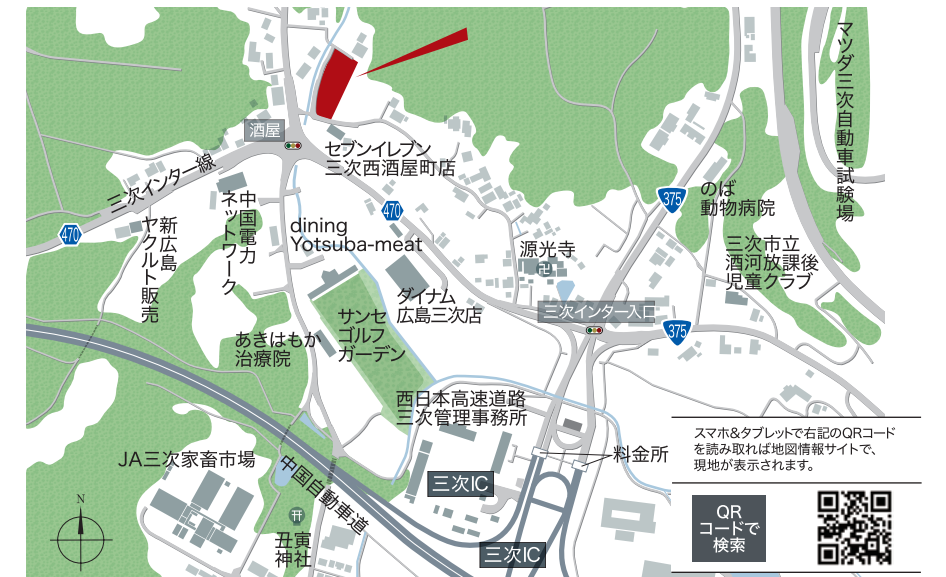 マツダ三次自動車試験場
酒屋
セブンイレブン
三次西酒屋町店
三次インター線
470
470
375
のば
動物病院
中国電力
ネットワーク
新広島
ヤクルト販売
dining
Yotsuba-meat
源光寺
卍
三次市立
酒河放課後
児童クラブ
ダイナム
広島三次店
三次インター入口
375
サンセ
ゴルフ
ガーデン
あきはもか
治療院
西日本高速道路
三次管理事務所
料金所
JA三次家畜市場
中国自動車道
三次IC
三次IC
丑寅
神社
N
スマホ&タブレットで右記のQRコード
を読み取れば地図情報サイトで、
現地が表示されます。
QR
コードで
検索